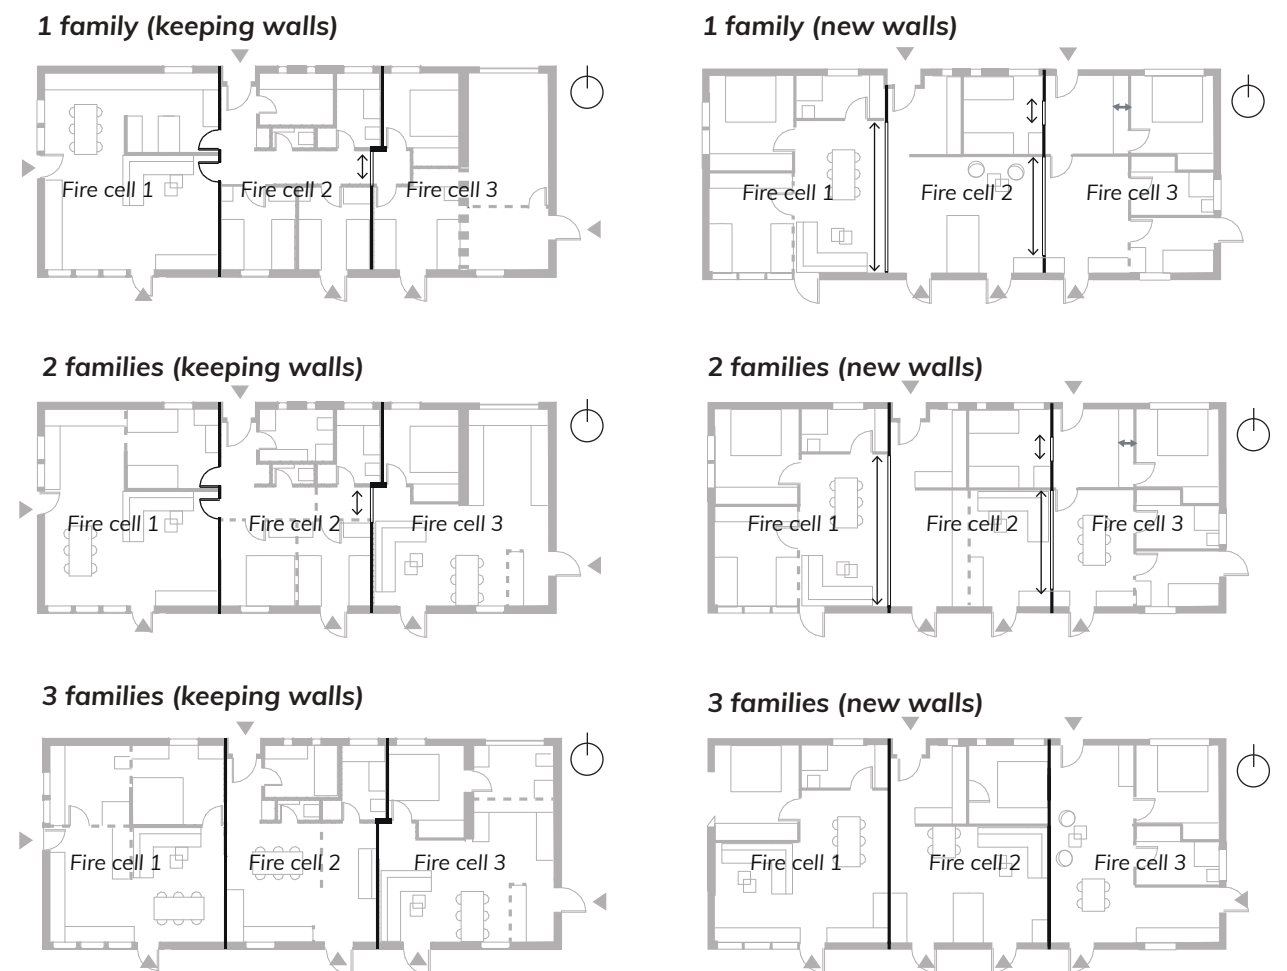 1 family (keeping walls)
1 family (new walls)
Fire cell 1
Fire cell 2
Fire cell 3
Fire cell 1
Fire cell 2
Fire cell 3
2 families (keeping walls)
2 families (new walls)
Fire cell 1
Fire cell 2
Fire cell 3
Fire cell 1
Fire cell 2
Fire cell 3
3 families (keeping walls)
3 families (new walls)
Fire cell 1
Fire cell 2
Fire cell 3
Fire cell 1
Fire cell 2
Fire cell 3